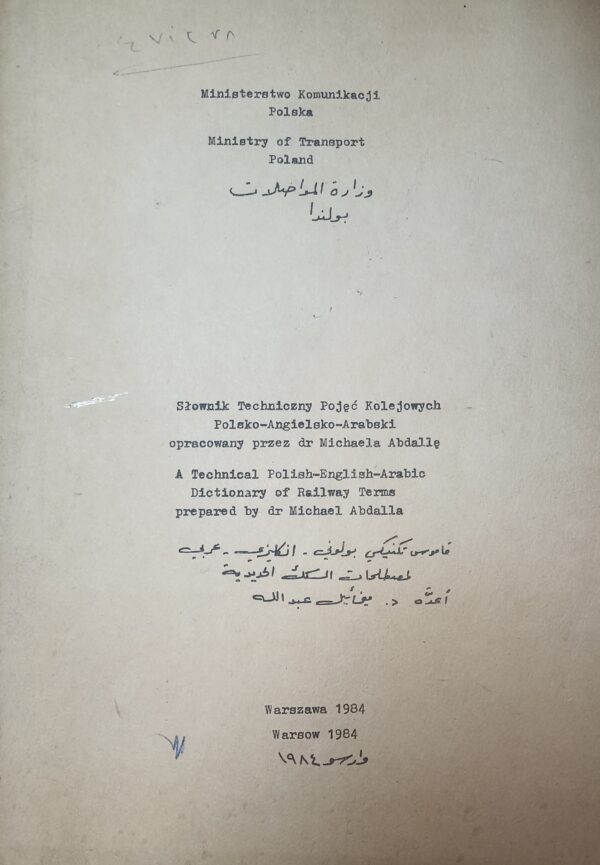 Ministerstwo Komunikacji
Polska
Ministry of Transport
Poland
وزارة المواصلات
بولندا
Słownik Techniczny Pojęć Kolejowych
Polsko-Angielsko-Arabski
opracowany przez dr Michaela Abdallę
A Technical Polish-English-Arabic
Dictionary of Railway Terms
prepared by dr Michael Abdalla
قاموس تكنيكي بولوني - انكليزي - عربي
لمصطلحات السكك الحديدية
أعدّه د. ميخائيل عبدالله
Warszawa 1984
Warsow 1984
وارسو ١٩٨٤